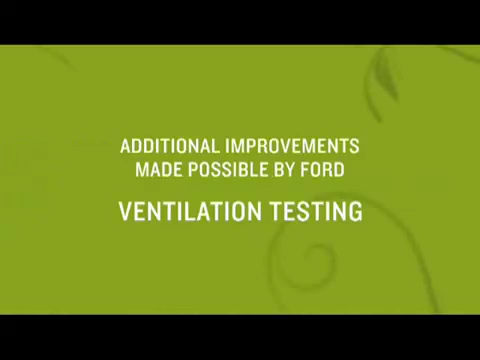 ADDITIONAL IMPROVEMENTS
MADE POSSIBLE BY FORD
VENTILATION TESTING